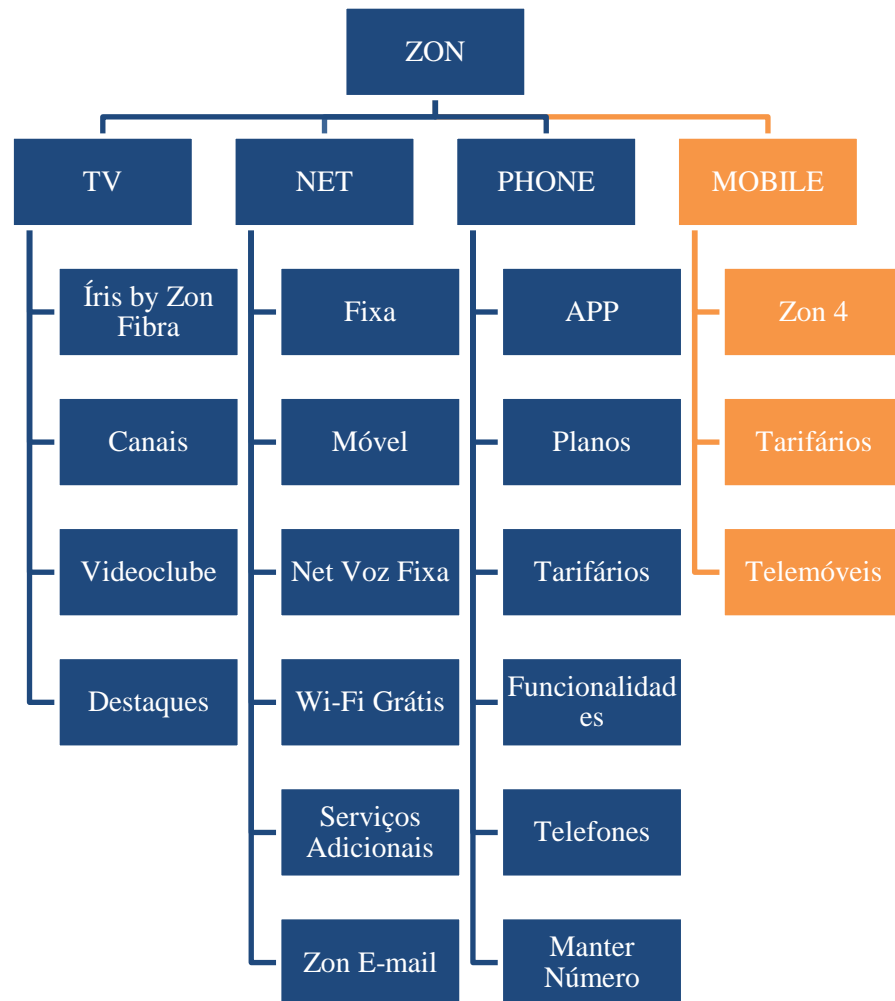 ZON
TV
NET
PHONE
MOBILE
Íris by Zon
Fibra
Canais
Videoclube
Destaques
Fixa
Móvel
Net Voz Fixa
Wi-Fi Grátis
Serviços
Adicionais
Zon E-mail
APP
Planos
Tarifários
Funcionalidad
es
Telefones
Manter
Número
Zon 4
Tarifários
Telemóveis